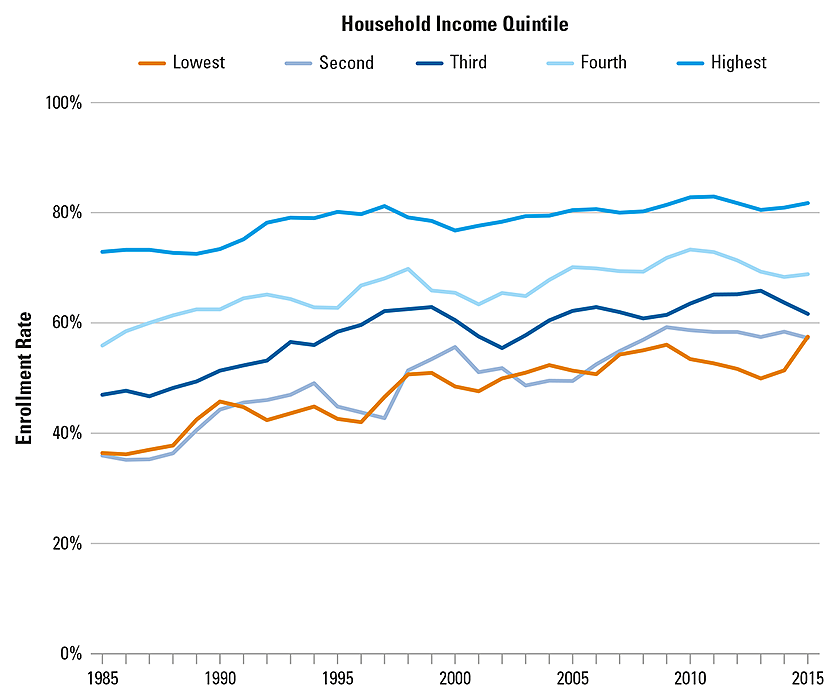 Household Income Quintile
Lowest Second Third Fourth Highest
100%
80%
60%
40%
20%
0%
Enrollment Rate
1985 1990 1995 2000 2005 2010 2015